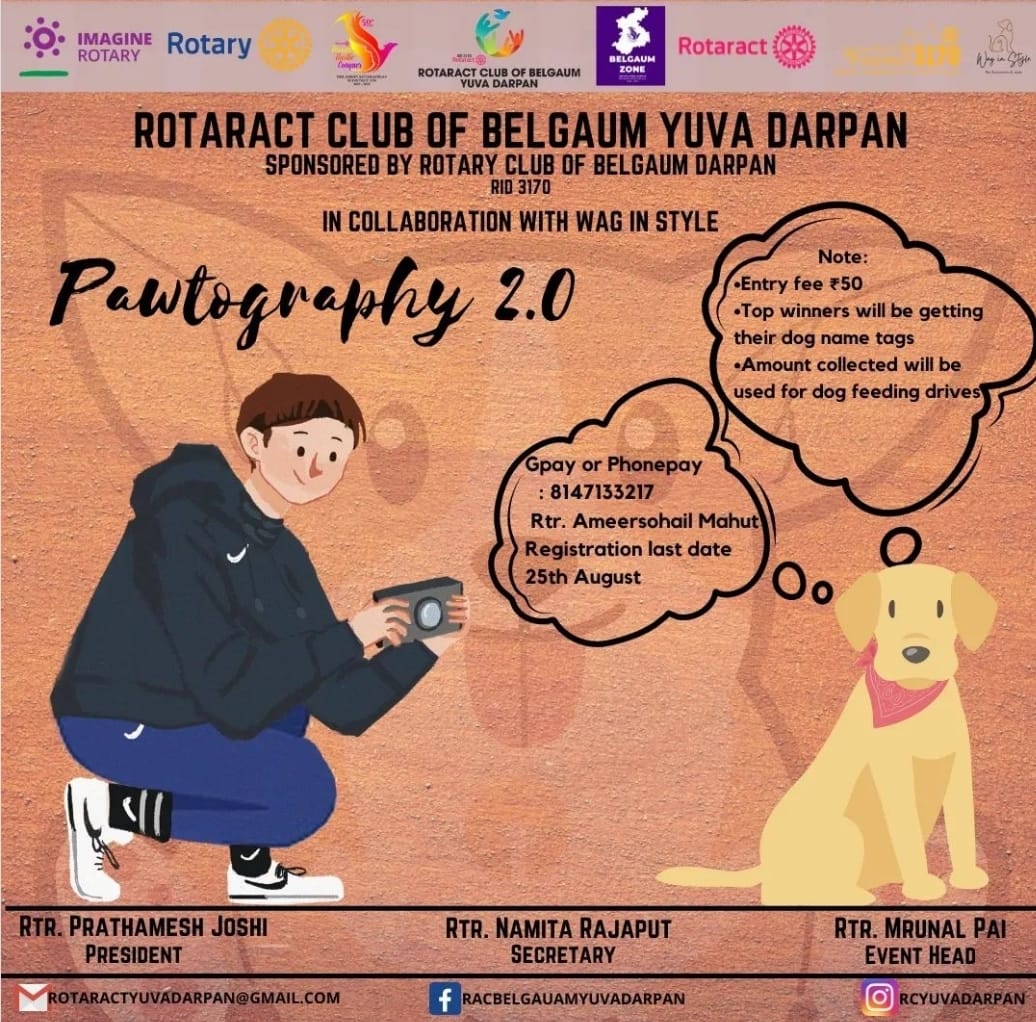 IMAGINE
ROTARY
Rotary
ROTARACT CLUB OF BELGAUM
YUVA DARPAN
BELGAUM
ZONE
Rotaract
Wag in Style
ROTARACT CLUB OF BELGAUM YUVA DARPAN
SPONSORED BY ROTARY CLUB OF BELGAUM DARPAN
RID 3170
IN COLLABORATION WITH WAG IN STYLE
Pawtography 2.0
Note:
•Entry fee ₹50
•Top winners will be getting
their dog name tags
•Amount collected will be
used for dog feeding drives
Gpay or Phonepay
: 8147133217
Rtr. Ameersohail Mahut
Registration last date
25th August
RTR. PRATHAMESH JOSHI
PRESIDENT
RTR. NAMITA RAJAPUT
SECRETARY
RTR. MRUNAL PAI
EVENT HEAD
ROTARACTYUVADARPAN@GMAIL.COM
RACBELGAUAMYUVADARPAN
RCYUVADARPAN